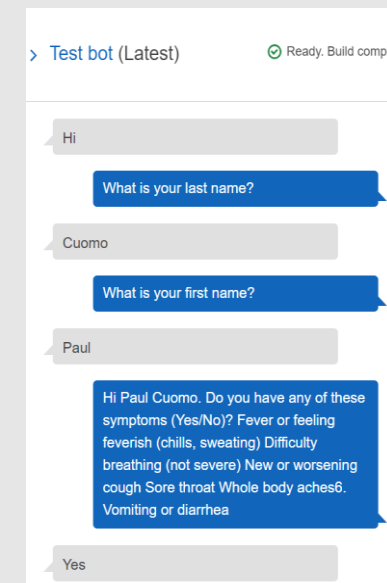 Test bot (Latest)
Ready. Build comp
Hi
What is your last name?
Cuomo
What is your first name?
Paul
Hi Paul Cuomo. Do you have any of these
symptoms (Yes/No)? Fever or feeling
feverish (chills, sweating) Difficulty
breathing (not severe) New or worsening
cough Sore throat Whole body aches6.
Vomiting or diarrhea
Yes